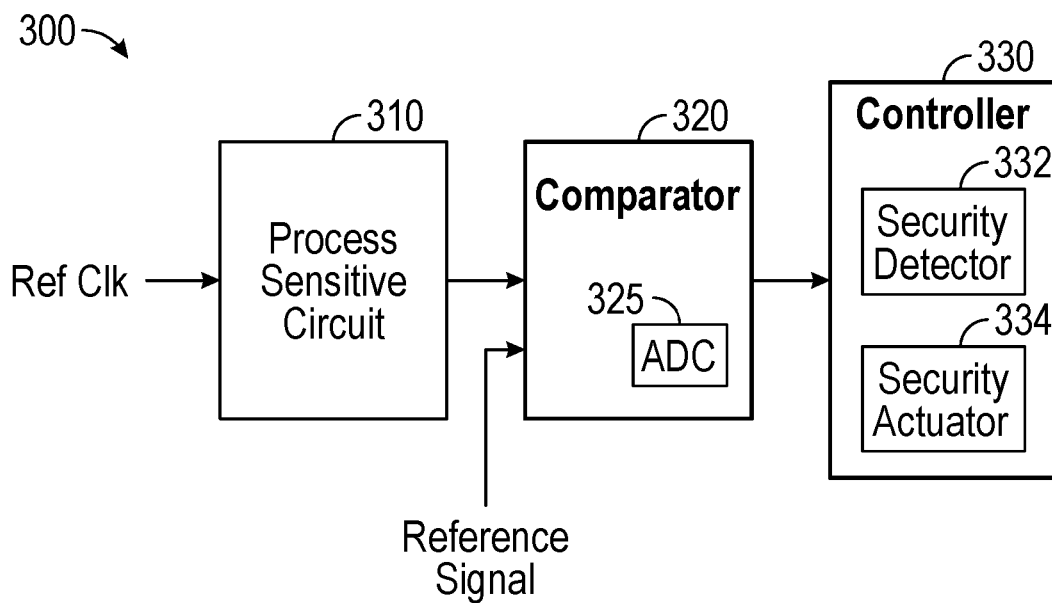 300
310
320
330
Controller
332
Security
Detector
334
Security
Actuator
Comparator
325
ADC
Process
Sensitive
Circuit
Ref Clk
Reference
Signal